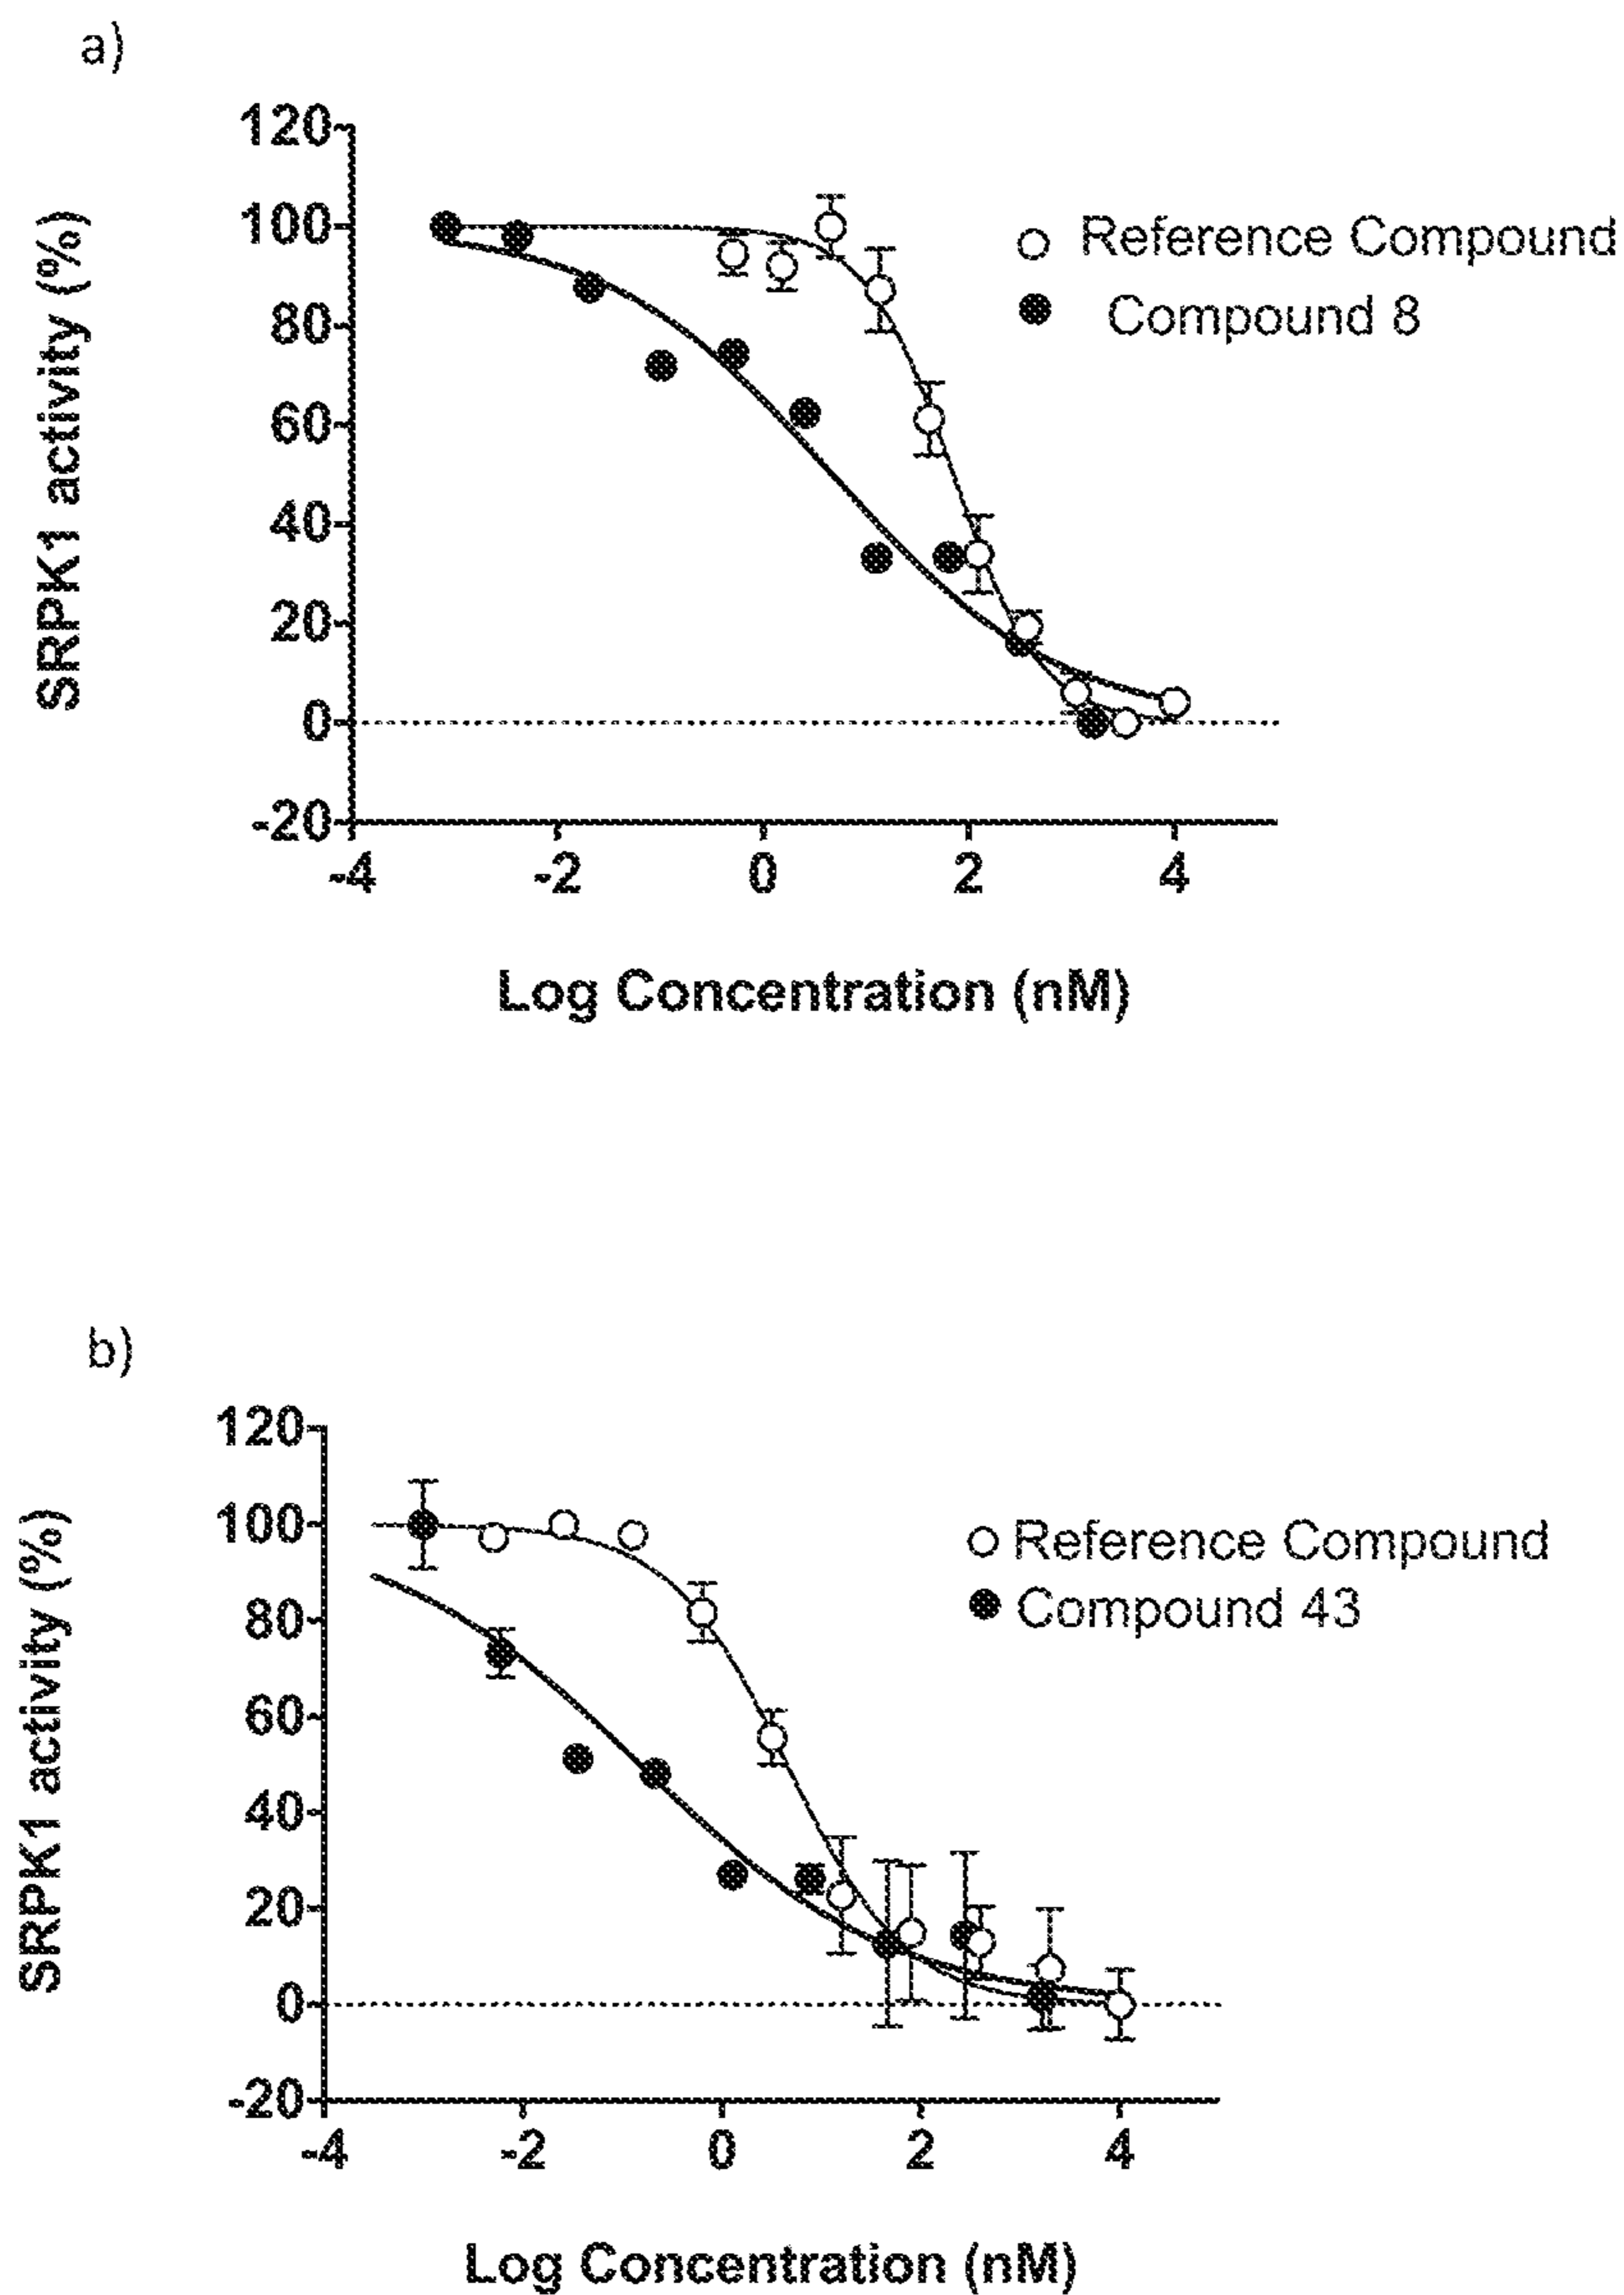 a)
120
100
80
60
40
20
0
-20
SRPK1 activity (%)
Reference Compound
Compound 8
-4 -2 0 2 4
Log Concentration (nM)
b)
120
100
80
60
40
20
0
-20
SRPK1 activity (%)
Reference Compound
Compound 43
-4 -2 0 2 4
Log Concentration (nM)